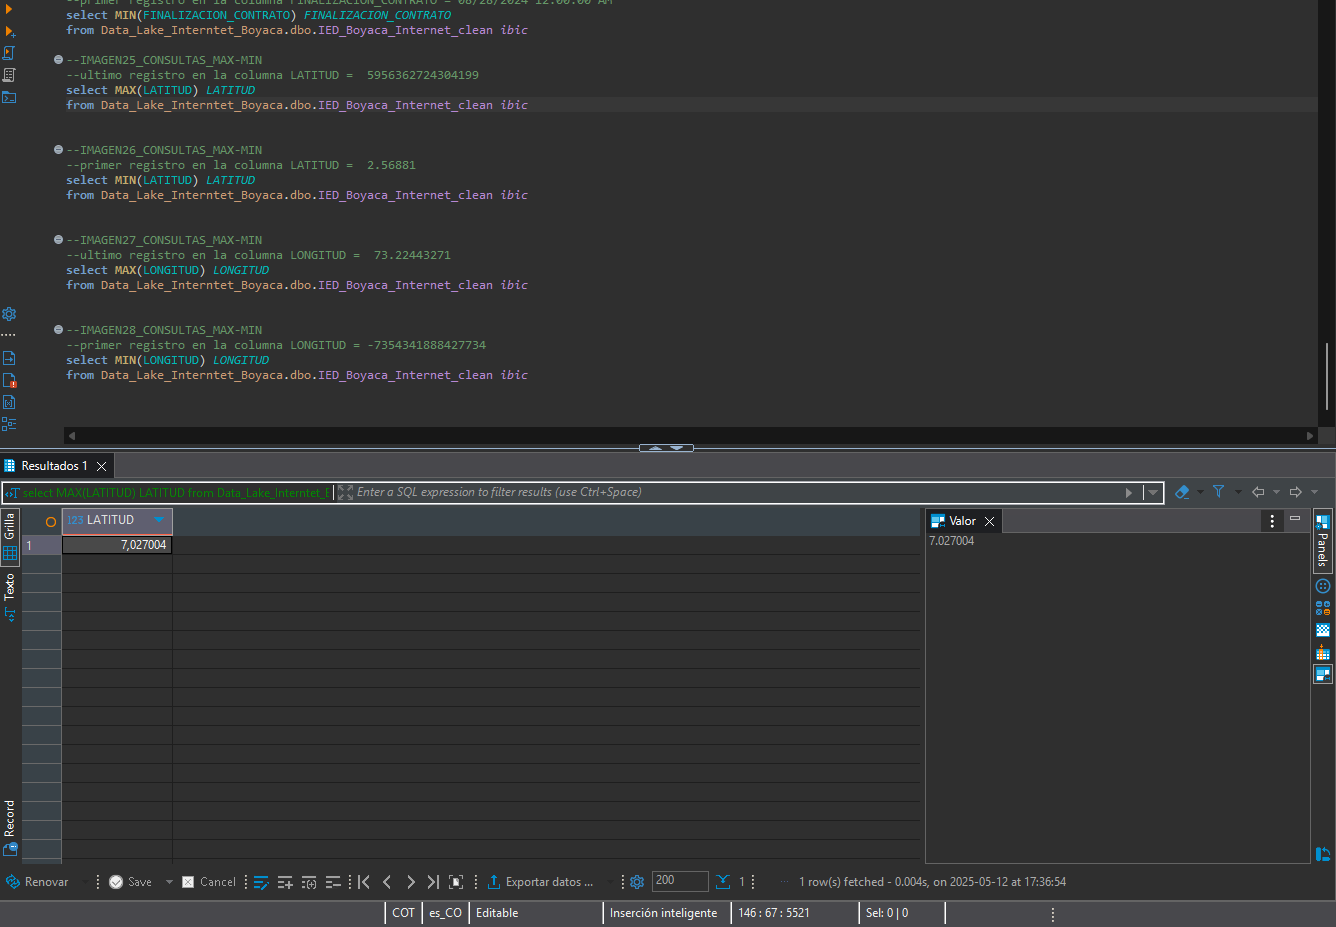 --primer registro en la columna FINALIZACION_CONTRATO = 08/28/2024 12:00:00 AM
select MIN(FINALIZACION_CONTRATO) FINALIZACION_CONTRATO
from Data_Lake_Interntet_Boyaca.dbo.IED_Boyaca_Internet_clean ibic
--IMAGEN25_CONSULTAS_MAX-MIN
--ultimo registro en la columna LATITUD =  5956362724304199
select MAX(LATITUD) LATITUD
from Data_Lake_Interntet_Boyaca.dbo.IED_Boyaca_Internet_clean ibic
--IMAGEN26_CONSULTAS_MAX-MIN
--primer registro en la columna LATITUD =  2.56881
select MIN(LATITUD) LATITUD
from Data_Lake_Interntet_Boyaca.dbo.IED_Boyaca_Internet_clean ibic
--IMAGEN27_CONSULTAS_MAX-MIN
--ultimo registro en la columna LONGITUD =  73.22443271
select MAX(LONGITUD) LONGITUD
from Data_Lake_Interntet_Boyaca.dbo.IED_Boyaca_Internet_clean ibic
--IMAGEN28_CONSULTAS_MAX-MIN
--primer registro en la columna LONGITUD = -7354341888427734
select MIN(LONGITUD) LONGITUD
from Data_Lake_Interntet_Boyaca.dbo.IED_Boyaca_Internet_clean ibic
Resultados 1
select MAX(LATITUD) LATITUD from Data_Lake_Interntet_B
Enter a SQL expression to filter results (use Ctrl+Space)
Grilla
Texto
Record
123 LATITUD
1
7,027004
Valor
7.027004
Panels
Renovar
Save
Cancel
Exportar datos ...
200
1
1 row(s) fetched - 0.004s, on 2025-05-12 at 17:36:54
COT
es_CO
Editable
Inserción inteligente
146 : 67 : 5521
Sel: 0 | 0